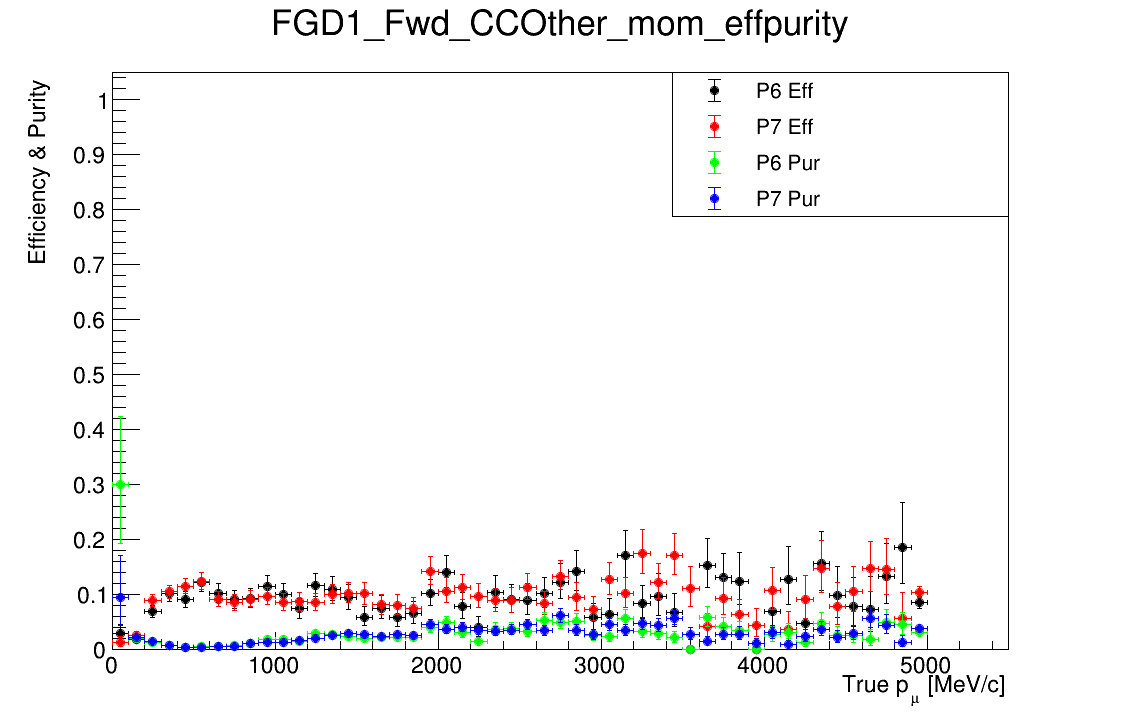 FGD1_Fwd_CCOther_mom_effpurity
Efficiency & Purity
P6 Eff
P7 Eff
P6 Pur
P7 Pur
1
0.9
0.8
0.7
0.6
0.5
0.4
0.3
0.2
0.1
0
0 1000 2000 3000 4000 5000
True pμ [MeV/c]